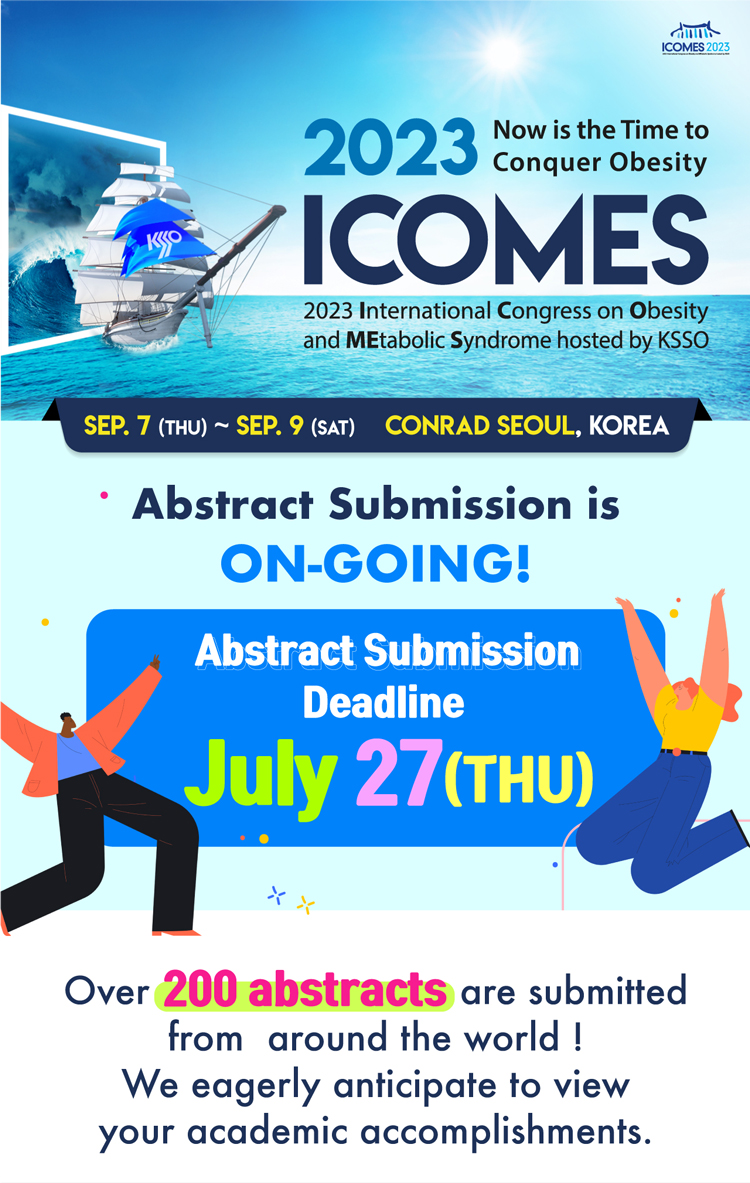 ICOMES 2023
2023 Now is the Time to
Conquer Obesity
KSSO
ICOMES
2023 International Congress on Obesity
and MEtabolic Syndrome hosted by KSSO
SEP. 7 (THU) ~ SEP. 9 (SAT) CONRAD SEOUL, KOREA
Abstract Submission is
ON-GOING!
Abstract Submission
Deadline
July 27(THU)
Over 200 abstracts are submitted
from around the world !
We eagerly anticipate to view
your academic accomplishments.